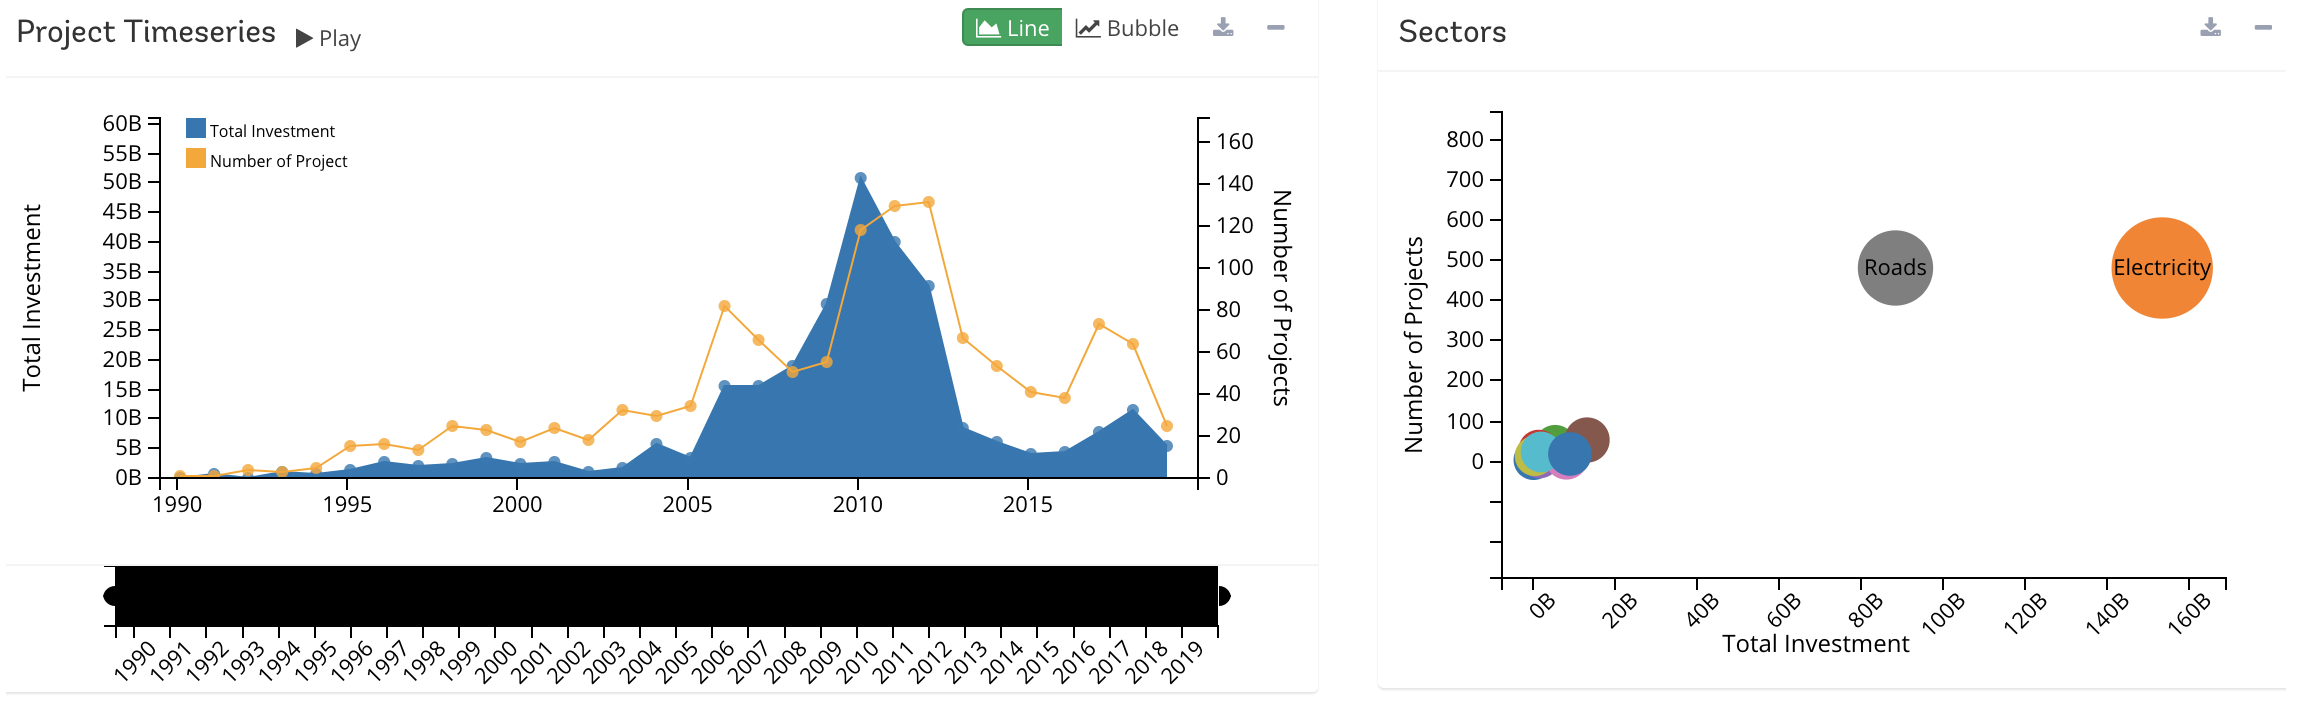 Project Timeseries Play Line Bubble
Total Investment
Number of Project
60B
55B
50B
45B
40B
35B
30B
25B
20B
15B
10B
5B
0B
Total Investment
160
140
120
100
80
60
40
20
0
Number of Projects
1990 1995 2000 2005 2010 2015
1990 1991 1992 1993 1994 1995 1996 1997 1998 1999 2000 2001 2002 2003 2004 2005 2006 2007 2008 2009 2010 2011 2012 2013 2014 2015 2016 2017 2018 2019
Sectors
800
700
600
500
400
300
200
100
0
Number of Projects
Roads
Electricity
0B 20B 40B 60B 80B 100B 120B 140B 160B
Total Investment